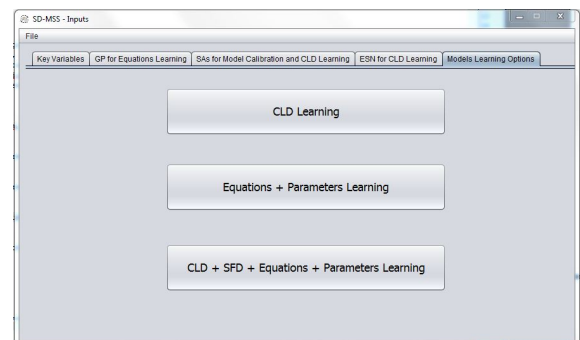 SD-MSS - Inputs
File
Key Variables GP for Equations Learning SAs for Model Calibration and CLD Learning ESN for CLD Learning Models Learning Options
CLD Learning
Equations + Parameters Learning
CLD + SFD + Equations + Parameters Learning